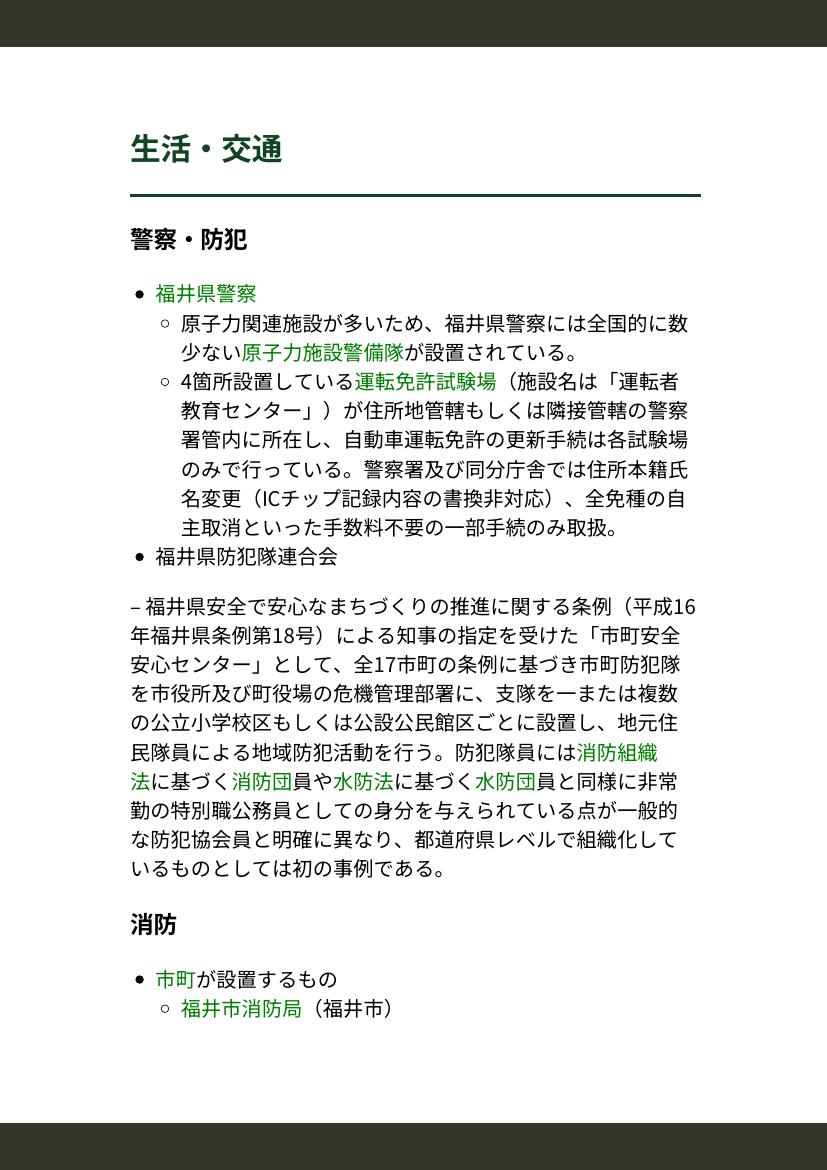 生活・交通
警察・防犯
• 福井県警察
○ 原子力関連施設が多いため、福井県警察には全国的に数
少ない原子力施設警備隊が設置されている。
○ 4箇所設置している運転免許試験場（施設名は「運転者
教育センター」）が住所地管轄もしくは隣接管轄の警察
署管内に所在し、自動車運転免許の更新手続は各試験場
のみで行っている。警察署及び同分庁舎では住所本籍氏
名変更（ICチップ記録内容の書換非対応）、全免種の自
主取消といった手数料不要の一部手続のみ取扱。
• 福井県防犯隊連合会
– 福井県安全で安心なまちづくりの推進に関する条例（平成16
年福井県条例第18号）による知事の指定を受けた「市町安全
安心センター」として、全17市町の条例に基づき市町防犯隊
を市役所及び町役場の危機管理部署に、支隊を一または複数
の公立小学校区もしくは公設公民館区ごとに設置し、地元住
民隊員による地域防犯活動を行う。防犯隊員には消防組織
法に基づく消防団員や水防法に基づく水防団員と同様に非常
勤の特別職公務員としての身分を与えられている点が一般的
な防犯協会員と明確に異なり、都道府県レベルで組織化して
いるものとしては初の事例である。
消防
• 市町が設置するもの
○ 福井市消防局（福井市）